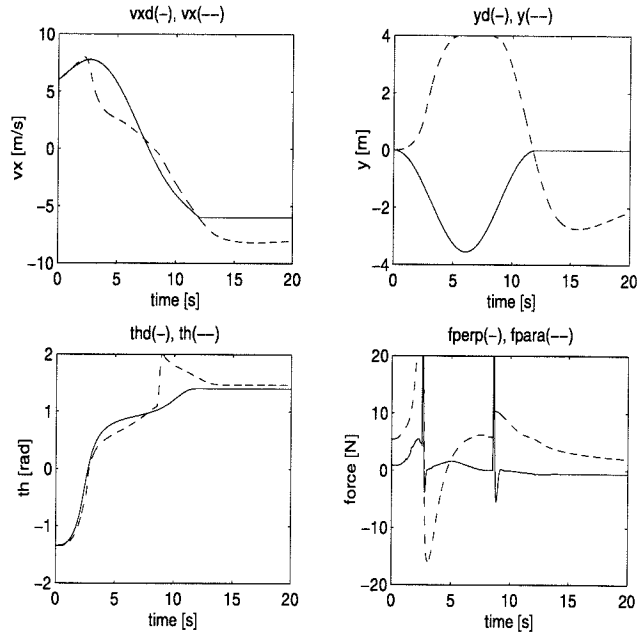 vxd(-), vx(--)
10
5
0
-5
-10
vx [m/s]
0 5 10 15 20
time [s]
yd(-), y(--)
4
2
0
-2
-4
y [m]
0 5 10 15 20
time [s]
thd(-), th(--)
2
1
0
-1
-2
th [rad]
0 5 10 15 20
time [s]
fperp(-), fpara(--)
20
10
0
-10
-20
force [N]
0 5 10 15 20
time [s]